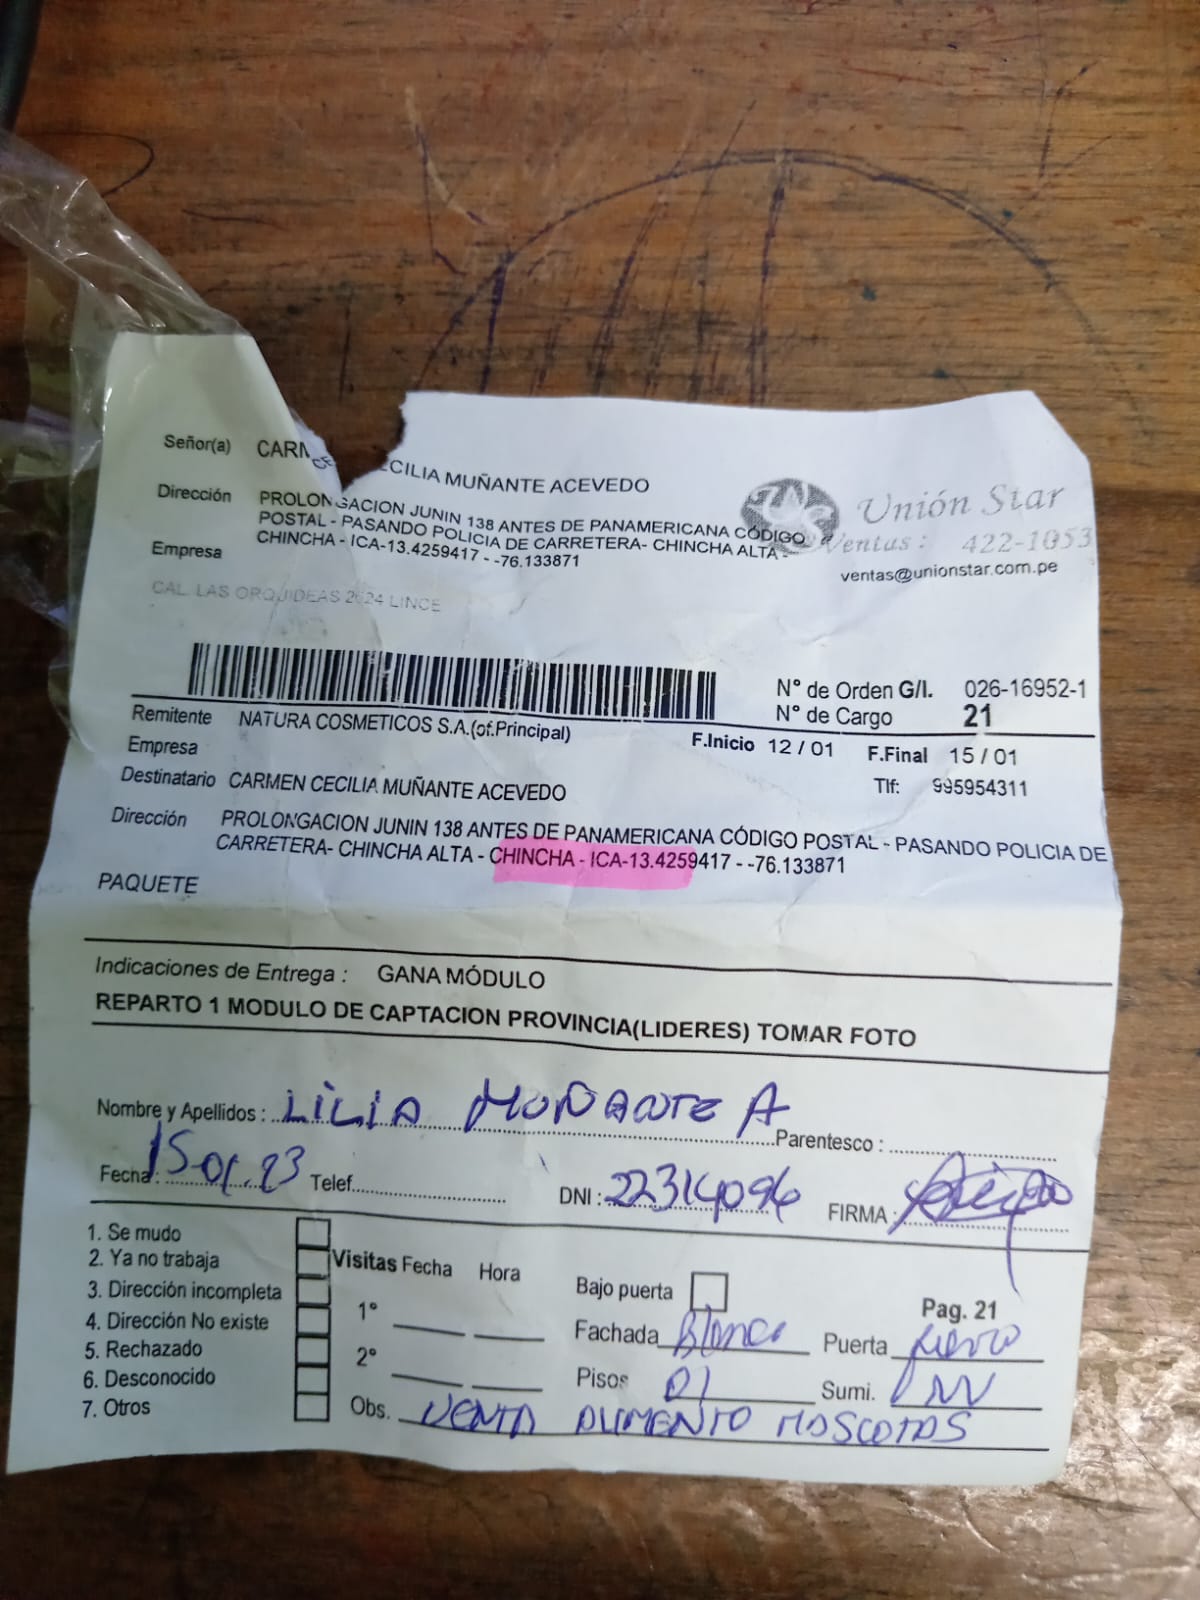 Señor(a) CARM CECILIA MUÑANTE ACEVEDO
Dirección PROLONGACION JUNIN 138 ANTES DE PANAMERICANA CÓDIGO
POSTAL - PASANDO POLICIA DE CARRETERA- CHINCHA ALTA -
CHINCHA - ICA-13.4259417 - -76.133871
Empresa
CAL. LAS ORQUIDEAS 2624 LINCE
Unión Star
Ventas : 422-1053
ventas@unionstar.com.pe
N° de Orden G/I. 026-16952-1
N° de Cargo 21
Remitente NATURA COSMETICOS S.A.(of.Principal)
F.Inicio 12 / 01 F.Final 15 / 01
Empresa
Tlf: 995954311
Destinatario CARMEN CECILIA MUÑANTE ACEVEDO
Dirección PROLONGACION JUNIN 138 ANTES DE PANAMERICANA CÓDIGO POSTAL - PASANDO POLICIA DE
CARRETERA- CHINCHA ALTA - CHINCHA - ICA-13.4259417 - -76.133871
PAQUETE
Indicaciones de Entrega : GANA MÓDULO
REPARTO 1 MODULO DE CAPTACION PROVINCIA(LIDERES) TOMAR FOTO
Nombre y Apellidos : LILIA MUÑANTE A Parentesco :
Fecha: 15-01.23 Telef. DNI : 22314096 FIRMA :
1. Se mudo
2. Ya no trabaja
3. Dirección incompleta
4. Dirección No existe
5. Rechazado
6. Desconocido
7. Otros
Visitas Fecha Hora
1°
2°
Bajo puerta
Pag. 21
Fachada Blanca Puerta fierro
Pisos 01 Sumi.
Obs. VENTA ALIMENTO MASCOTAS